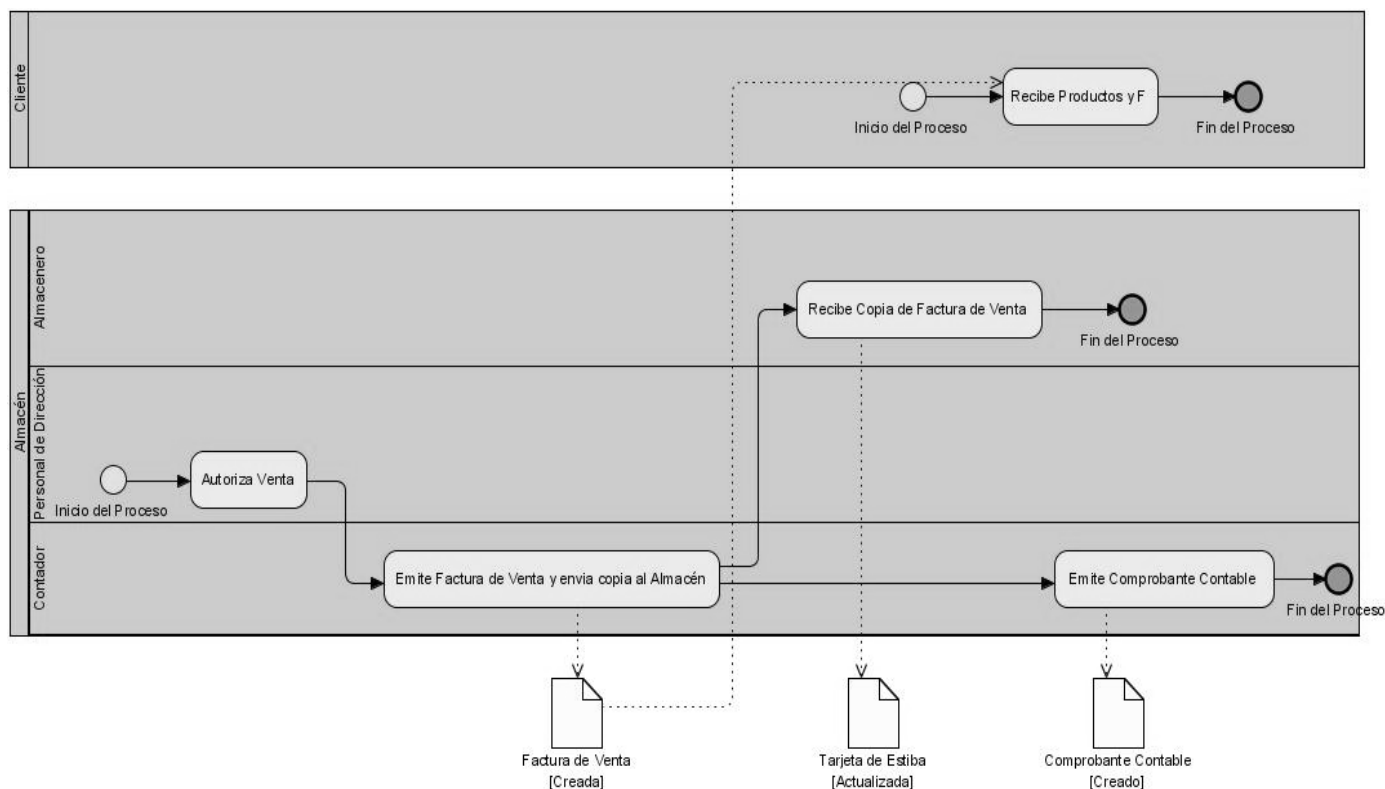 Cliente
Recibe Productos y F
Inicio del Proceso
Fin del Proceso
Almacén
Almacenero
Recibe Copia de Factura de Venta
Fin del Proceso
Personal de Dirección
Autoriza Venta
Inicio del Proceso
Contador
Emite Factura de Venta y envia copia al Almacén
Emite Comprobante Contable
Fin del Proceso
Factura de Venta
[Creada]
Tarjeta de Estiba
[Actualizada]
Comprobante Contable
[Creado]